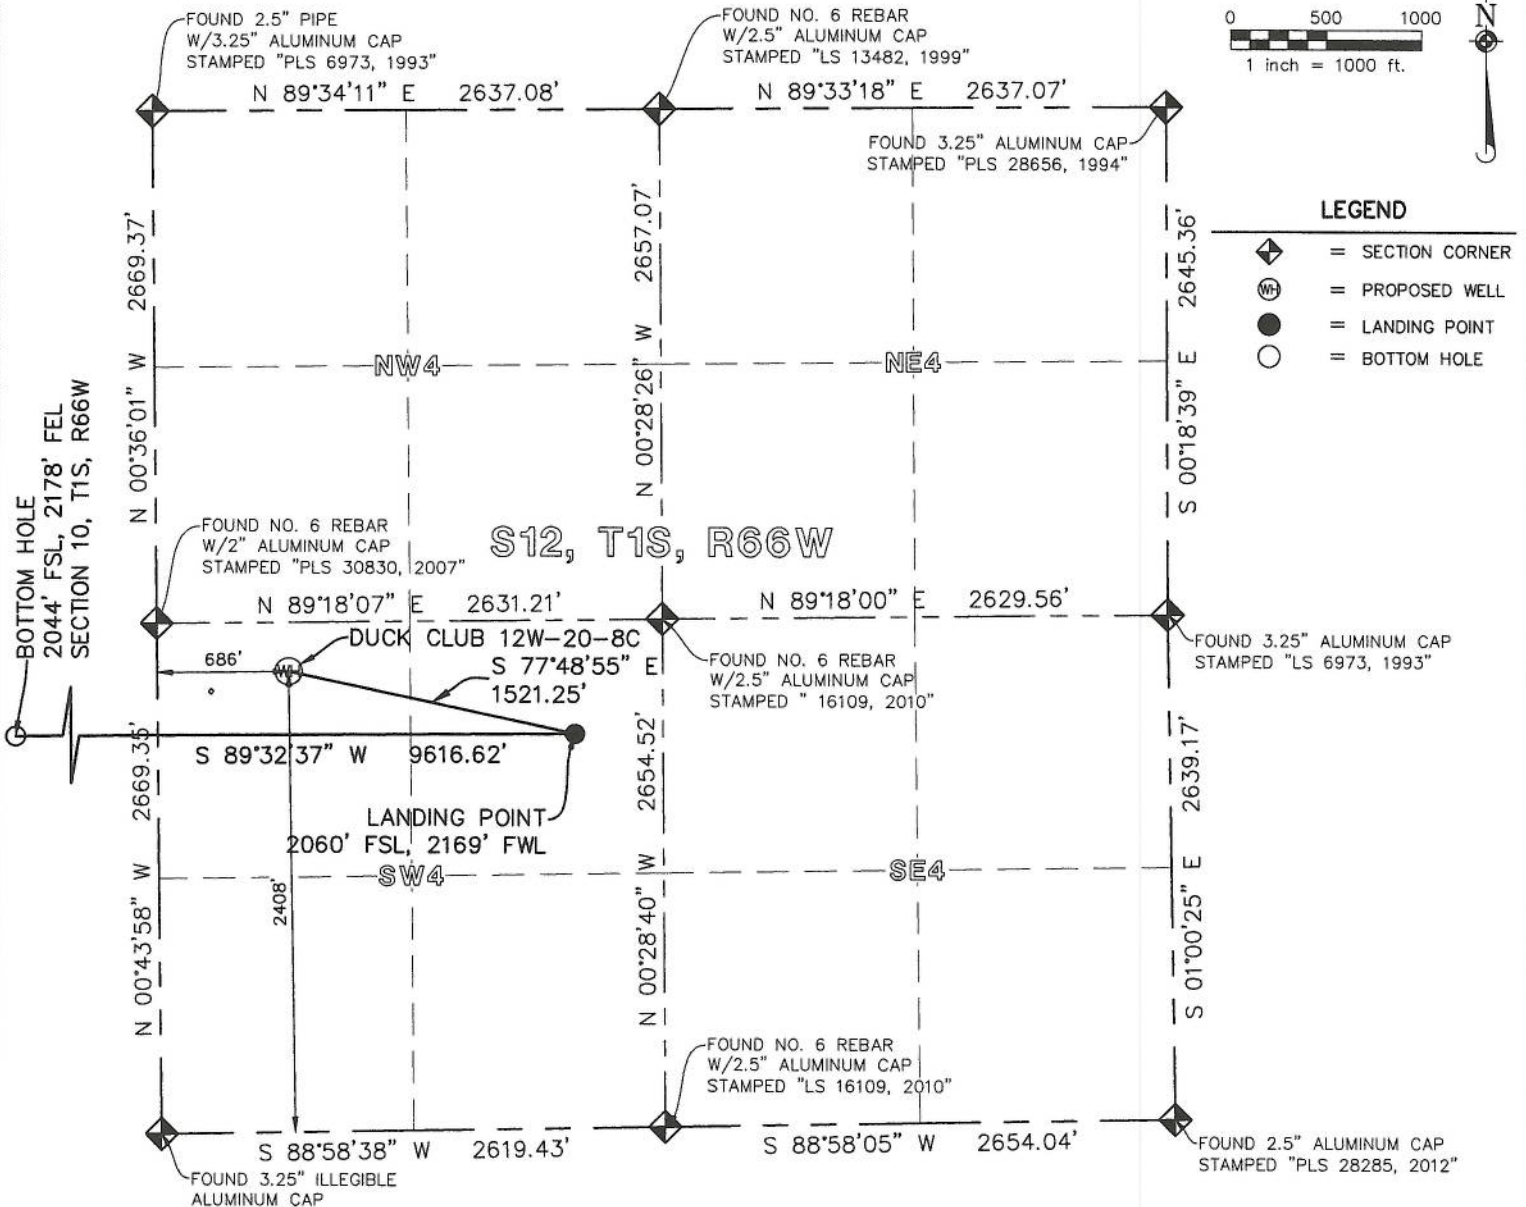 FOUND 2.5" PIPE
W/3.25" ALUMINUM CAP
STAMPED "PLS 6973, 1993"
FOUND NO. 6 REBAR
W/2.5" ALUMINUM CAP
STAMPED "LS 13482, 1999"
0 500 1000
1 inch = 1000 ft.
N
N 89°34'11" E 2637.08'
N 89°33'18" E 2637.07'
FOUND 3.25" ALUMINUM CAP
STAMPED "PLS 28656, 1994"
LEGEND
= SECTION CORNER
WH = PROPOSED WELL
= LANDING POINT
= BOTTOM HOLE
N 00°36'01" W 2669.37'
N 00°28'26" W 2657.07'
S 00°18'39" E 2645.36'
NW4
NE4
BOTTOM HOLE
2044' FSL, 2178' FEL
SECTION 10, T1S, R66W
FOUND NO. 6 REBAR
W/2" ALUMINUM CAP
STAMPED "PLS 30830, 2007"
S12, T1S, R66W
N 89°18'07" E 2631.21'
N 89°18'00" E 2629.56'
DUCK CLUB 12W-20-8C
686'
S 77°48'55" E
1521.25'
FOUND NO. 6 REBAR
W/2.5" ALUMINUM CAP
STAMPED " 16109, 2010"
FOUND 3.25" ALUMINUM CAP
STAMPED "LS 6973, 1993"
S 89°32'37" W 9616.62'
LANDING POINT
2060' FSL, 2169' FWL
N 00°43'58" W 2669.35'
2408'
N 00°28'40" W 2654.52'
S 01°00'25" E 2639.17'
SW4
SE4
FOUND NO. 6 REBAR
W/2.5" ALUMINUM CAP
STAMPED "LS 16109, 2010"
S 88°58'38" W 2619.43'
S 88°58'05" W 2654.04'
FOUND 2.5" ALUMINUM CAP
STAMPED "PLS 28285, 2012"
FOUND 3.25" ILLEGIBLE
ALUMINUM CAP